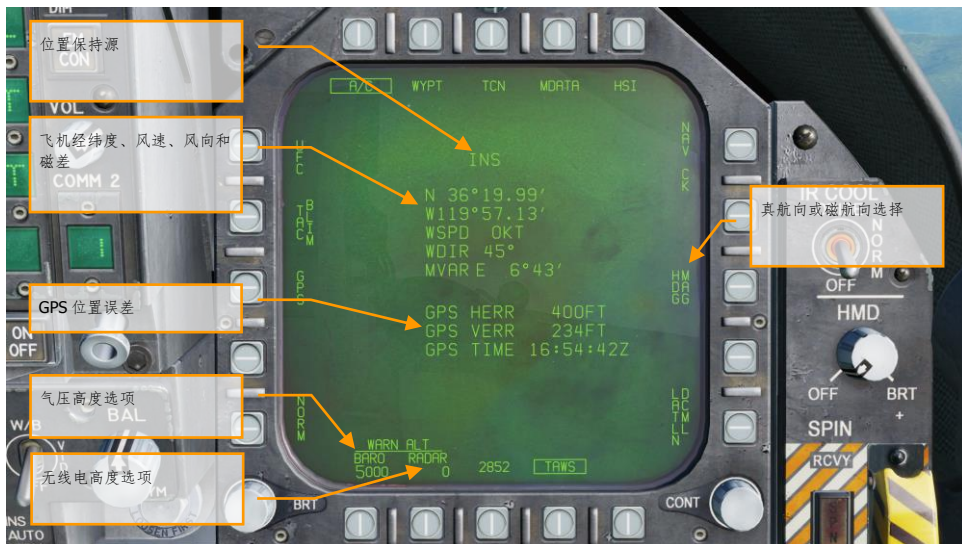 DIM
CON
位置保持源
A/C WYPT TCN MDATA HSI
VOL
飞机经纬度、风速、风向和
磁差
COMM 2
UFC
INS
NAV CK
N 36°19.99′
W119°57.13′
WSPD 0KT
WDIR 45°
MVAR E 6°43′
TAC
BLIM
真航向或磁航向选择
IR COOL
NORM
OFF
HMD
GPS
HDG
MAG
GPS 位置误差
GPS HERR 400FT
GPS VERR 234FT
GPS TIME 16:54:42Z
ON
OFF
OFF BRT
+
气压高度选项
BAL
NORM
W/B
SPIN
RCVY
WARN ALT
BARO RADAR
5000 0
2852 TAWS
无线电高度选项
BRT
CONT
INS
AUTO